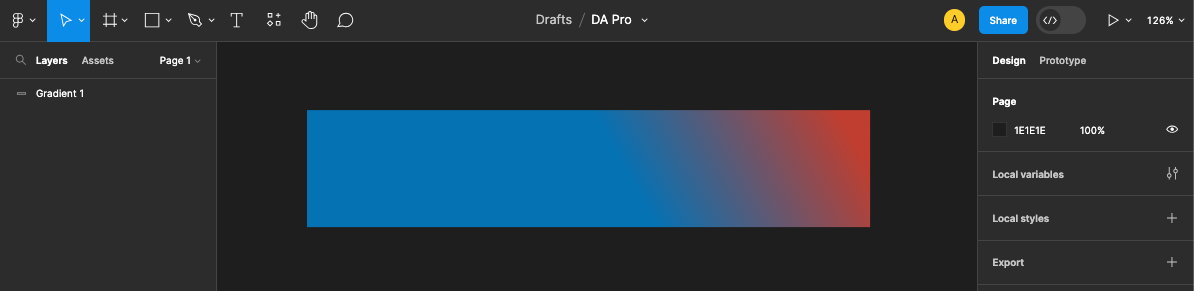 Drafts / DA Pro
A
Share
126%
Layers Assets Page 1
Gradient 1
Design Prototype
Page
1E1E1E 100%
Local variables
Local styles
Export